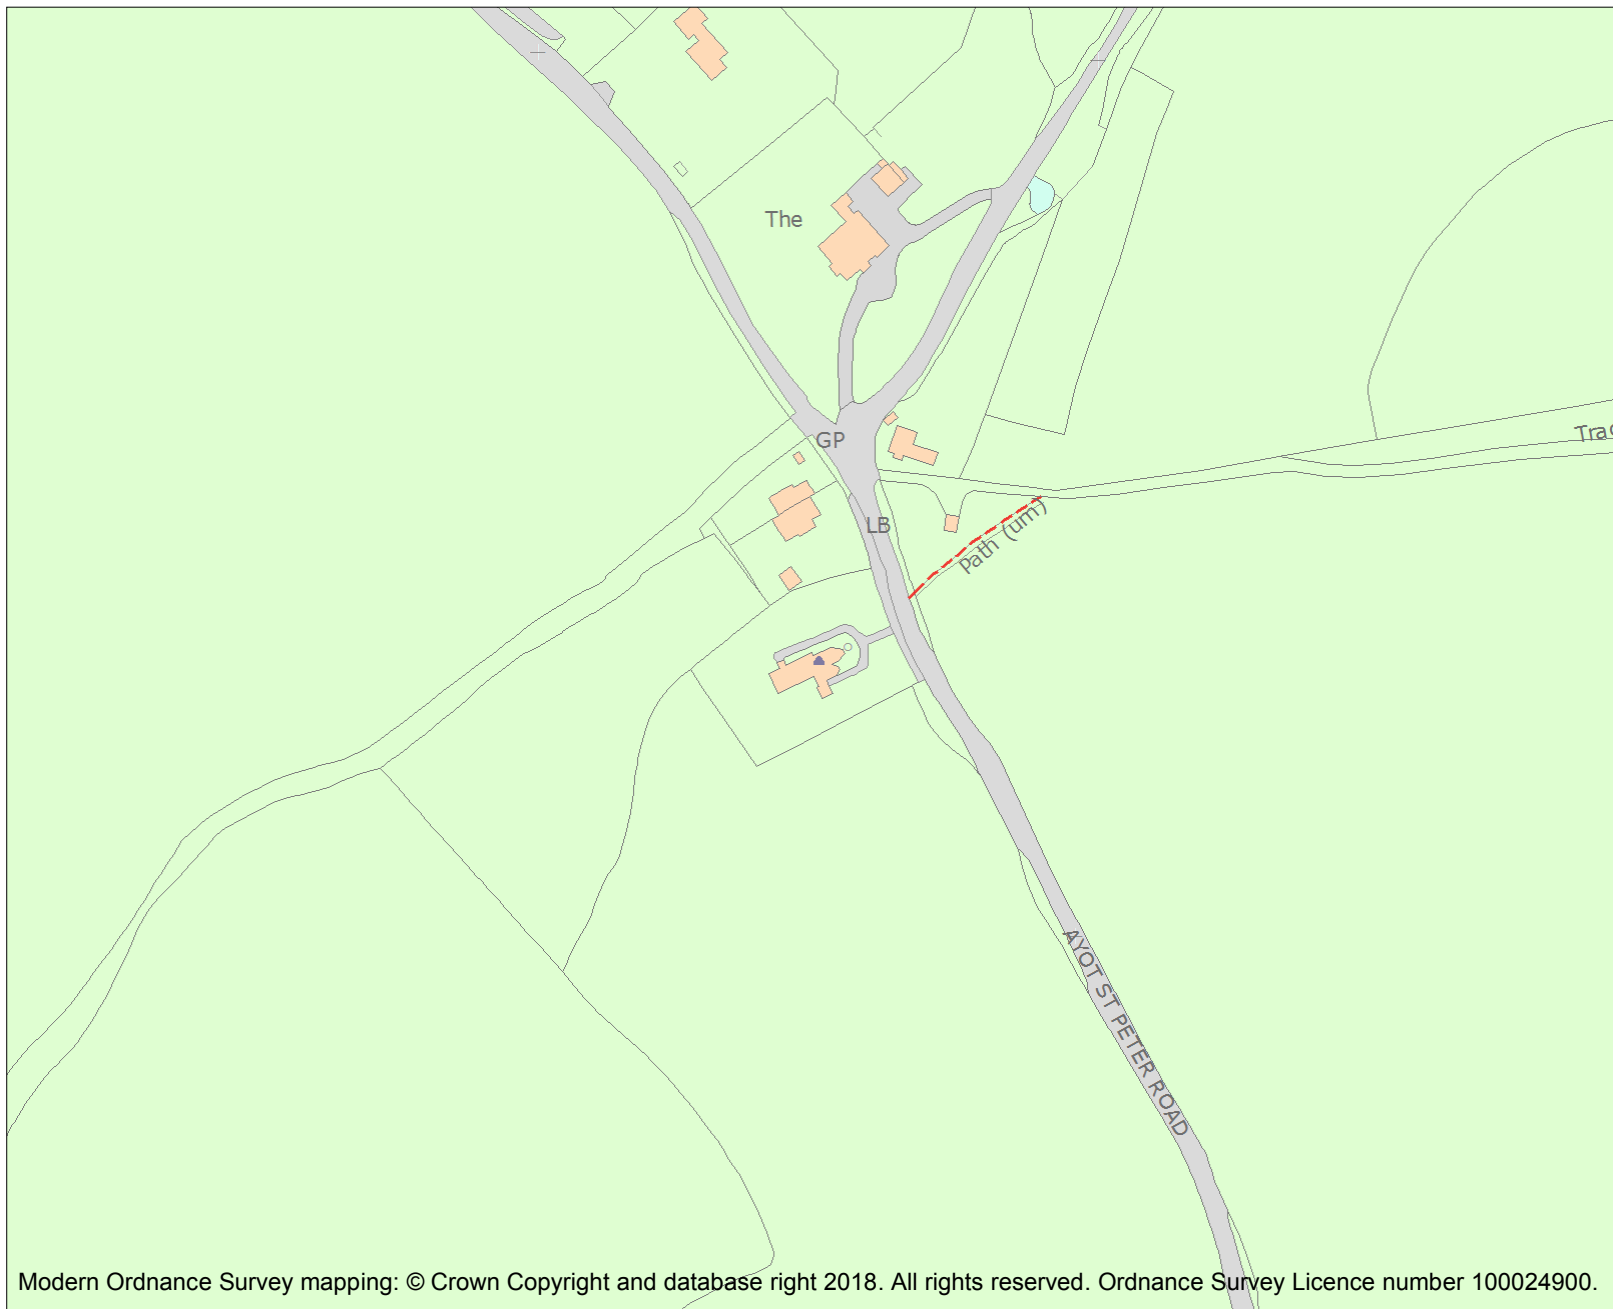 The
GP
Trac
LB
path (um)
AYOT ST PETER ROAD
Modern Ordnance Survey mapping: © Crown Copyright and database right 2018. All rights reserved. Ordnance Survey Licence number 100024900.